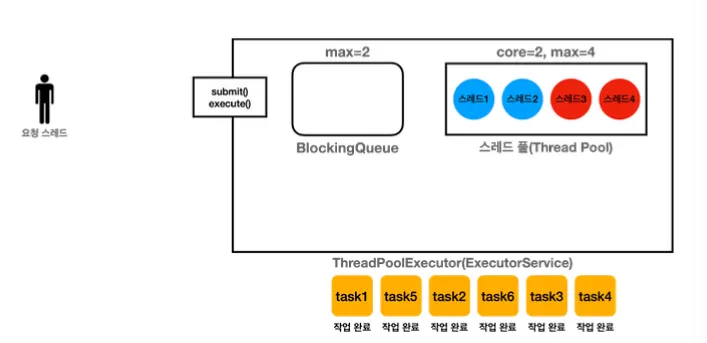 max=2
core=2, max=4
submit()
execute()
스레드1
스레드2
스레드3
스레드4
요청 스레드
BlockingQueue
스레드 풀(Thread Pool)
ThreadPoolExecutor(ExecutorService)
task1
task5
task2
task6
task3
task4
작업 완료
작업 완료
작업 완료
작업 완료
작업 완료
작업 완료